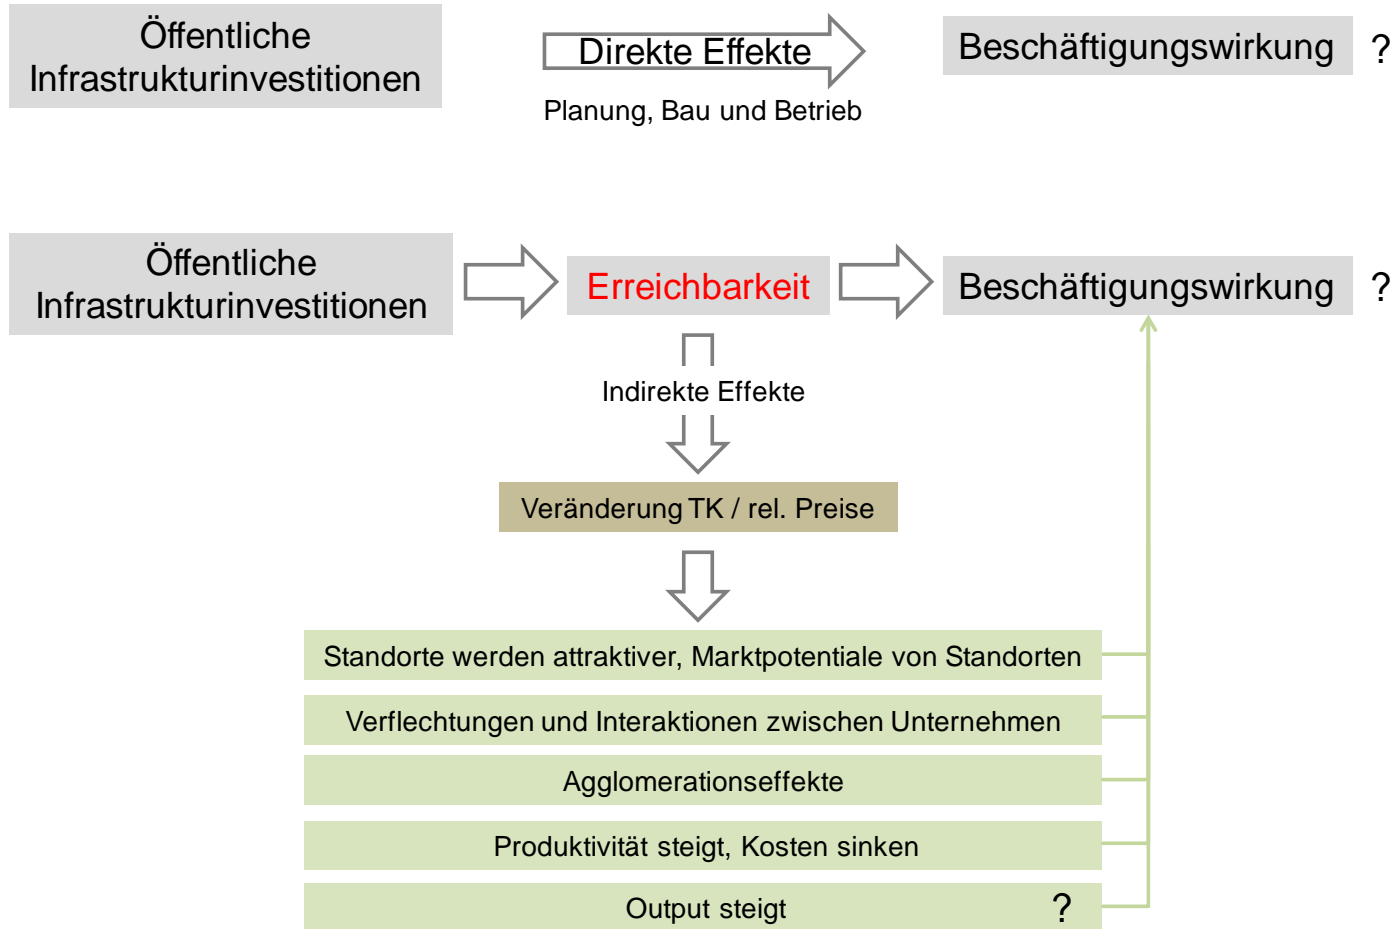 Öffentliche
Infrastrukturinvestitionen
Direkte Effekte
Planung, Bau und Betrieb
Beschäftigungswirkung ?
Öffentliche
Infrastrukturinvestitionen
Erreichbarkeit
Beschäftigungswirkung ?
Indirekte Effekte
Veränderung TK / rel. Preise
Standorte werden attraktiver, Marktpotentiale von Standorten
Verflechtungen und Interaktionen zwischen Unternehmen
Agglomerationseffekte
Produktivität steigt, Kosten sinken
Output steigt ?